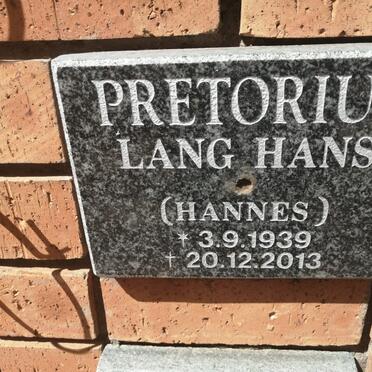 PRETORIU
LANG HANS
(HANNES)
* 3.9.1939
† 20.12.2013